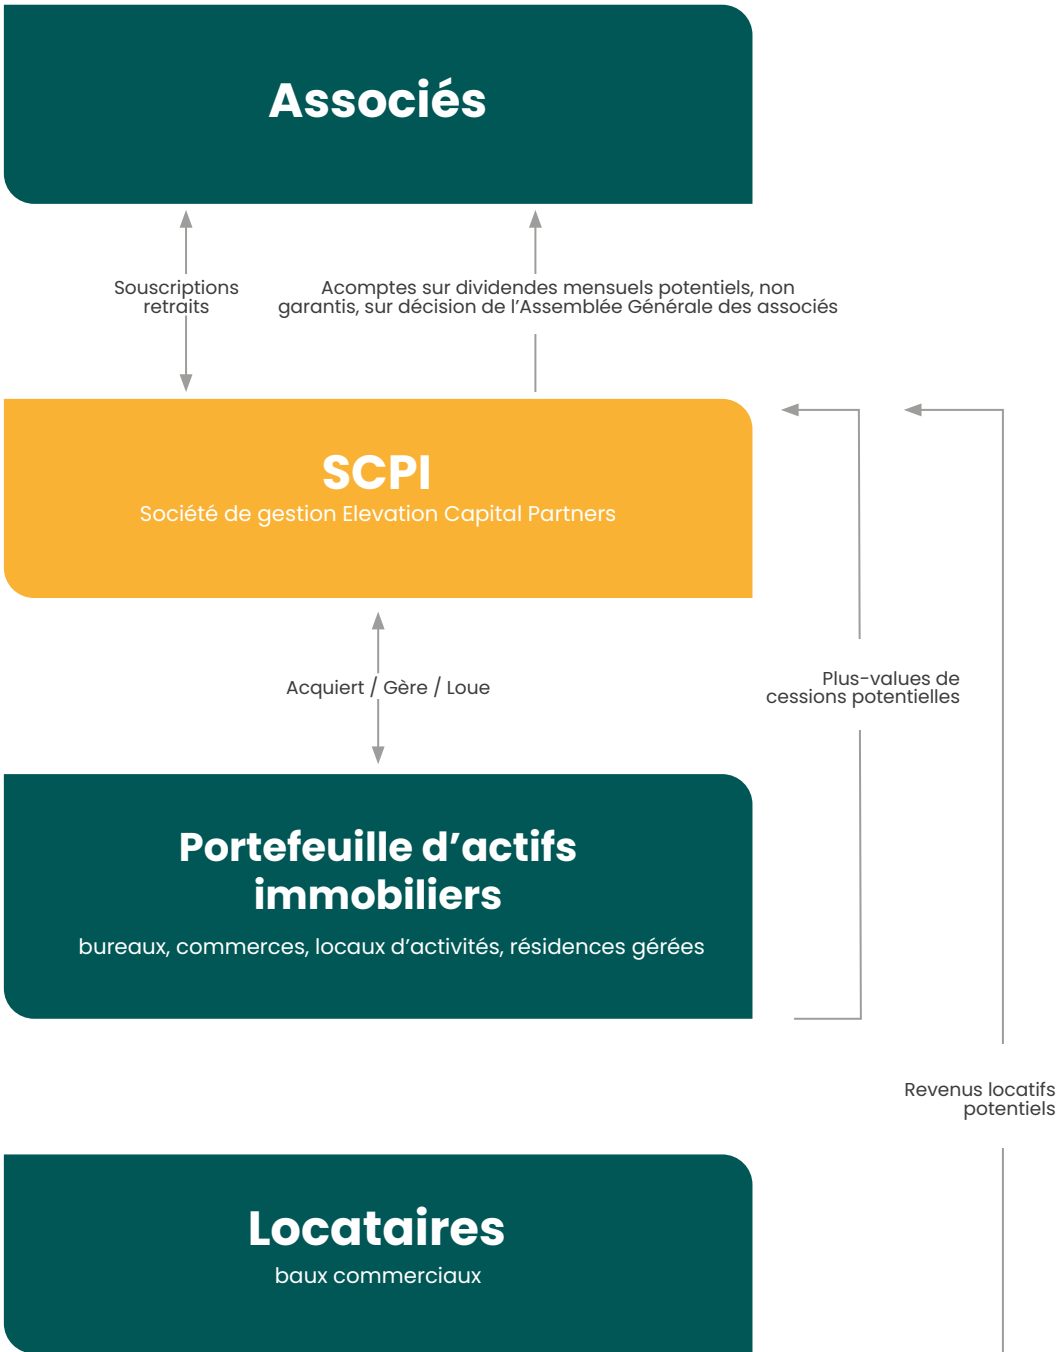 Associés
Souscriptions
retraits
Acomptes sur dividendes mensuels potentiels, non
garantis, sur décision de l’Assemblée Générale des associés
SCPI
Société de gestion Elevation Capital Partners
Acquiert / Gère / Loue
Plus-values de
cessions potentielles
Portefeuille d’actifs
immobiliers
bureaux, commerces, locaux d’activités, résidences gérées
Revenus locatifs
potentiels
Locataires
baux commerciaux